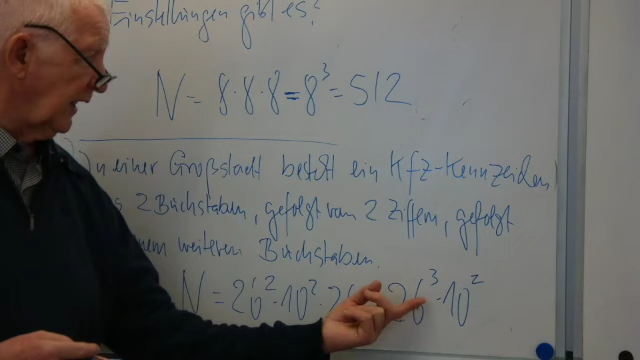 Einstellungen gibt es?
N = 8·8·8 = 8³ = 512
In einer Großstadt besteht ein Kfz-Kennzeichen
2 Buchstaben, gefolgt von 2 Ziffern, gefolgt
weiteren Buchstaben.
N = 26²·10²·26³·10²